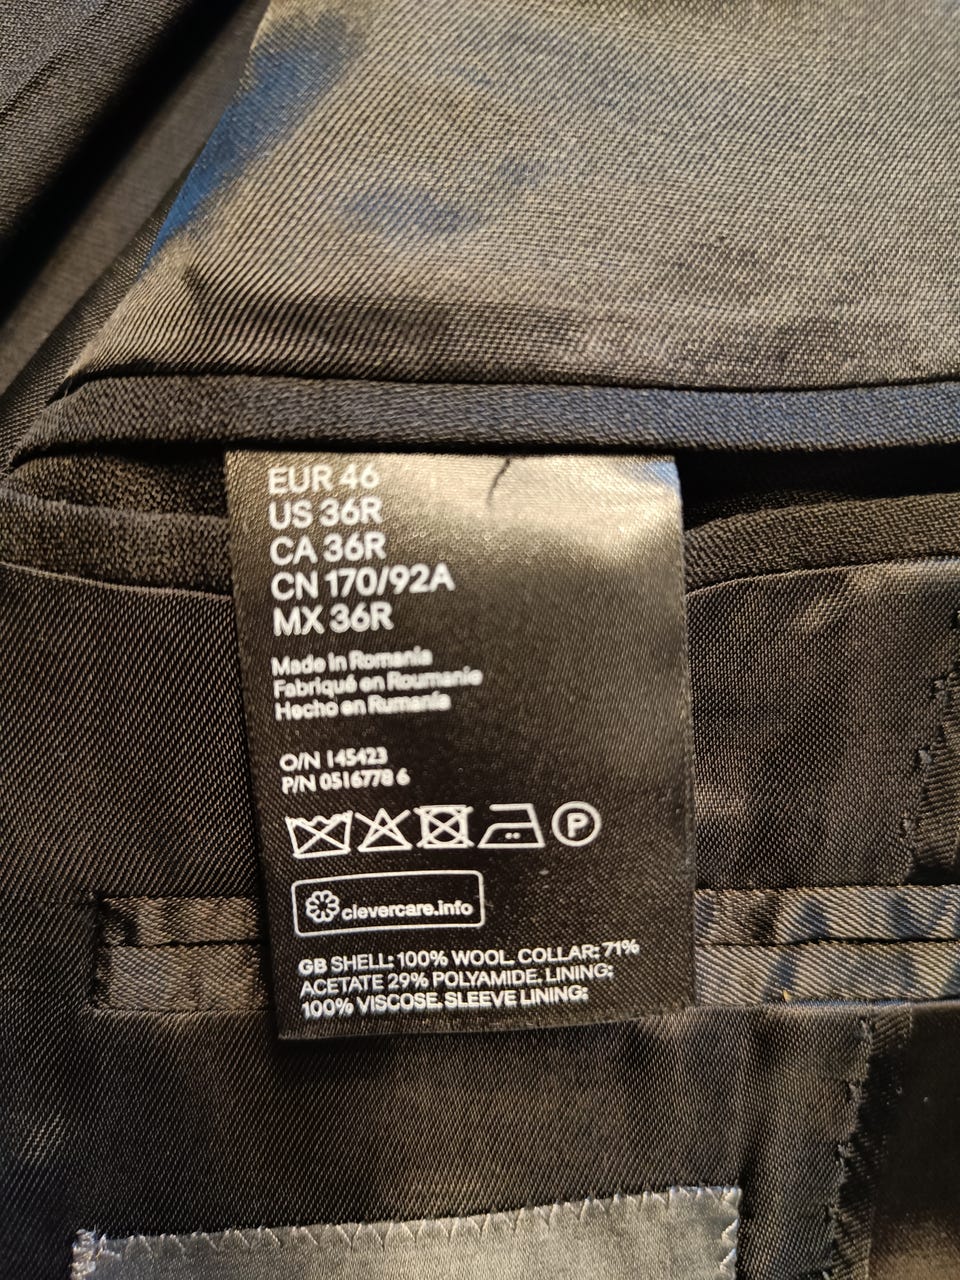 EUR 46
US 36R
CA 36R
CN 170/92A
MX 36R
Made in Romania
Fabriqué en Roumanie
Hecho en Rumanía
O/N 145423
P/N 0516778 6
P
clevercare.info
GB SHELL: 100% WOOL. COLLAR: 71%
ACETATE 29% POLYAMIDE. LINING:
100% VISCOSE. SLEEVE LINING: